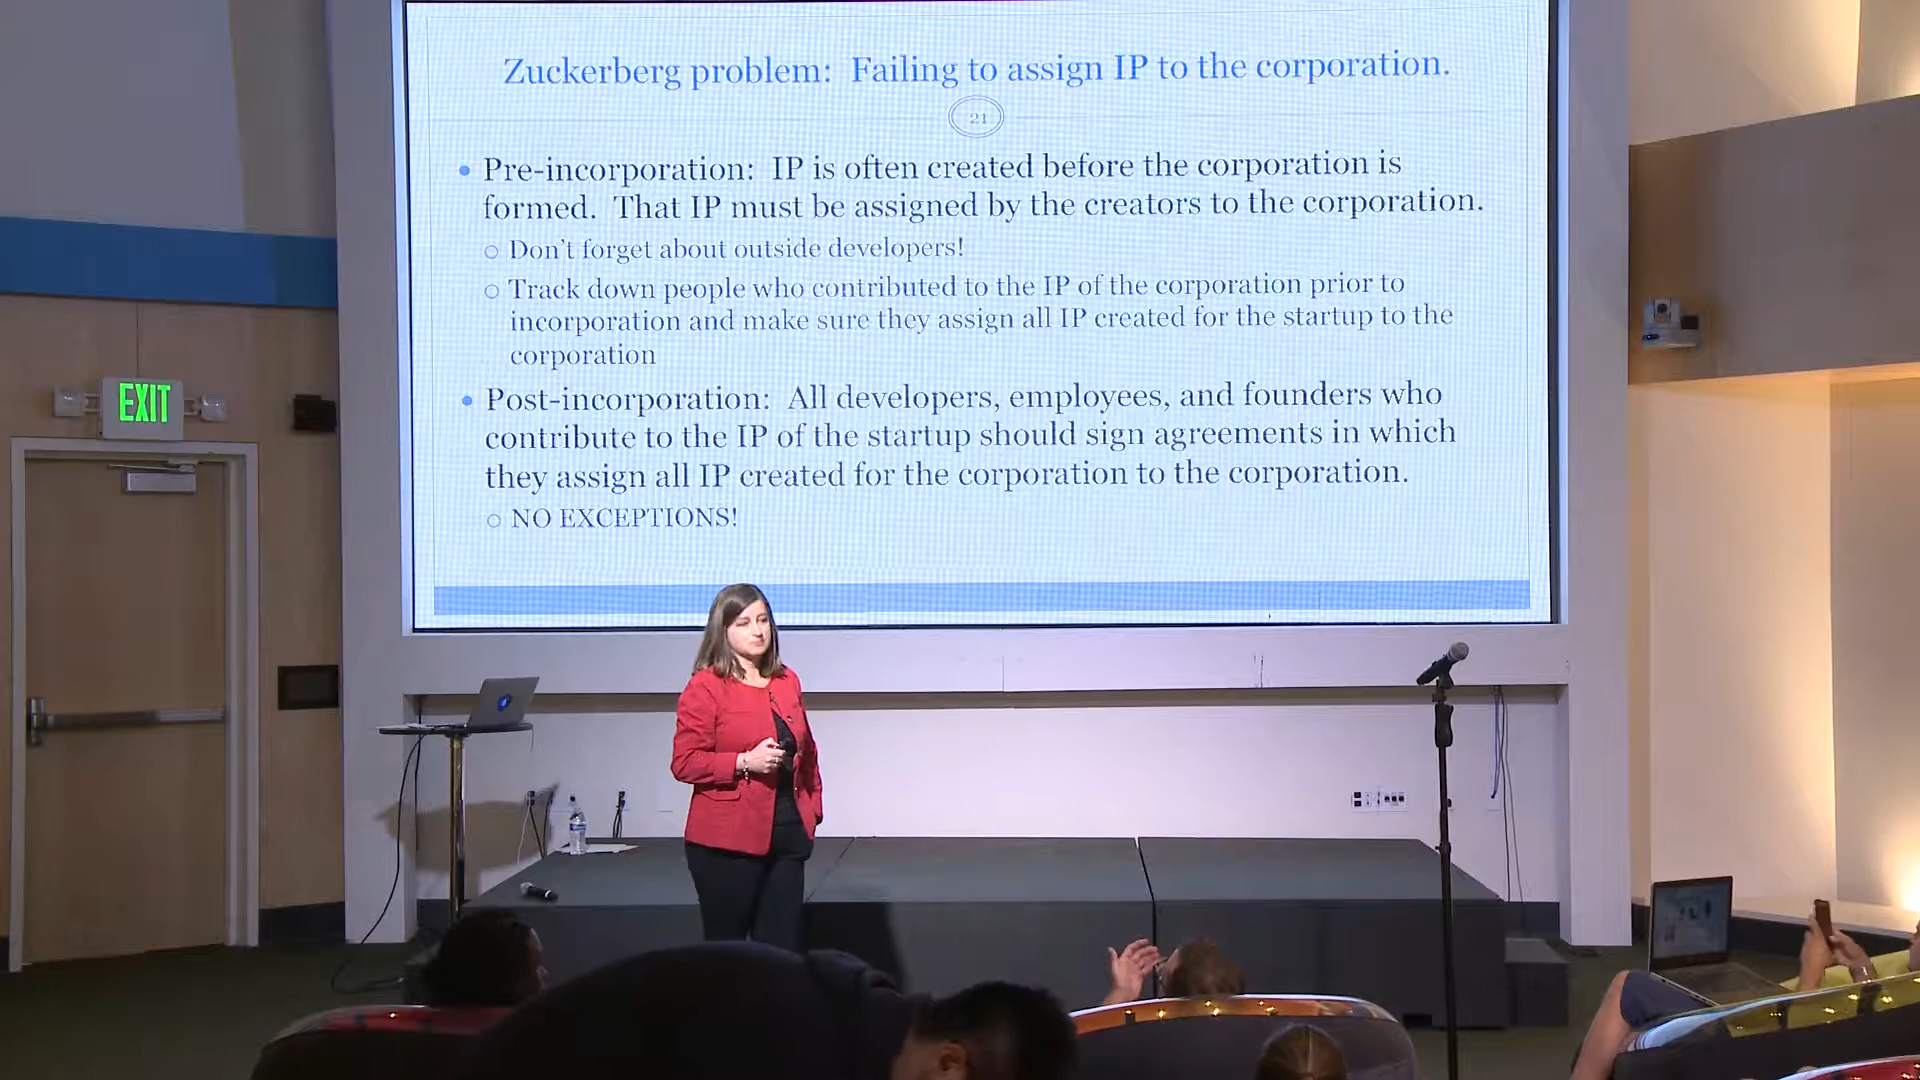 Zuckerberg problem: Failing to assign IP to the corporation.
21
• Pre-incorporation: IP is often created before the corporation is
formed. That IP must be assigned by the creators to the corporation.
○ Don't forget about outside developers!
○ Track down people who contributed to the IP of the corporation prior to
incorporation and make sure they assign all IP created for the startup to the
corporation
• Post-incorporation: All developers, employees, and founders who
contribute to the IP of the startup should sign agreements in which
they assign all IP created for the corporation to the corporation.
○ NO EXCEPTIONS!
EXIT